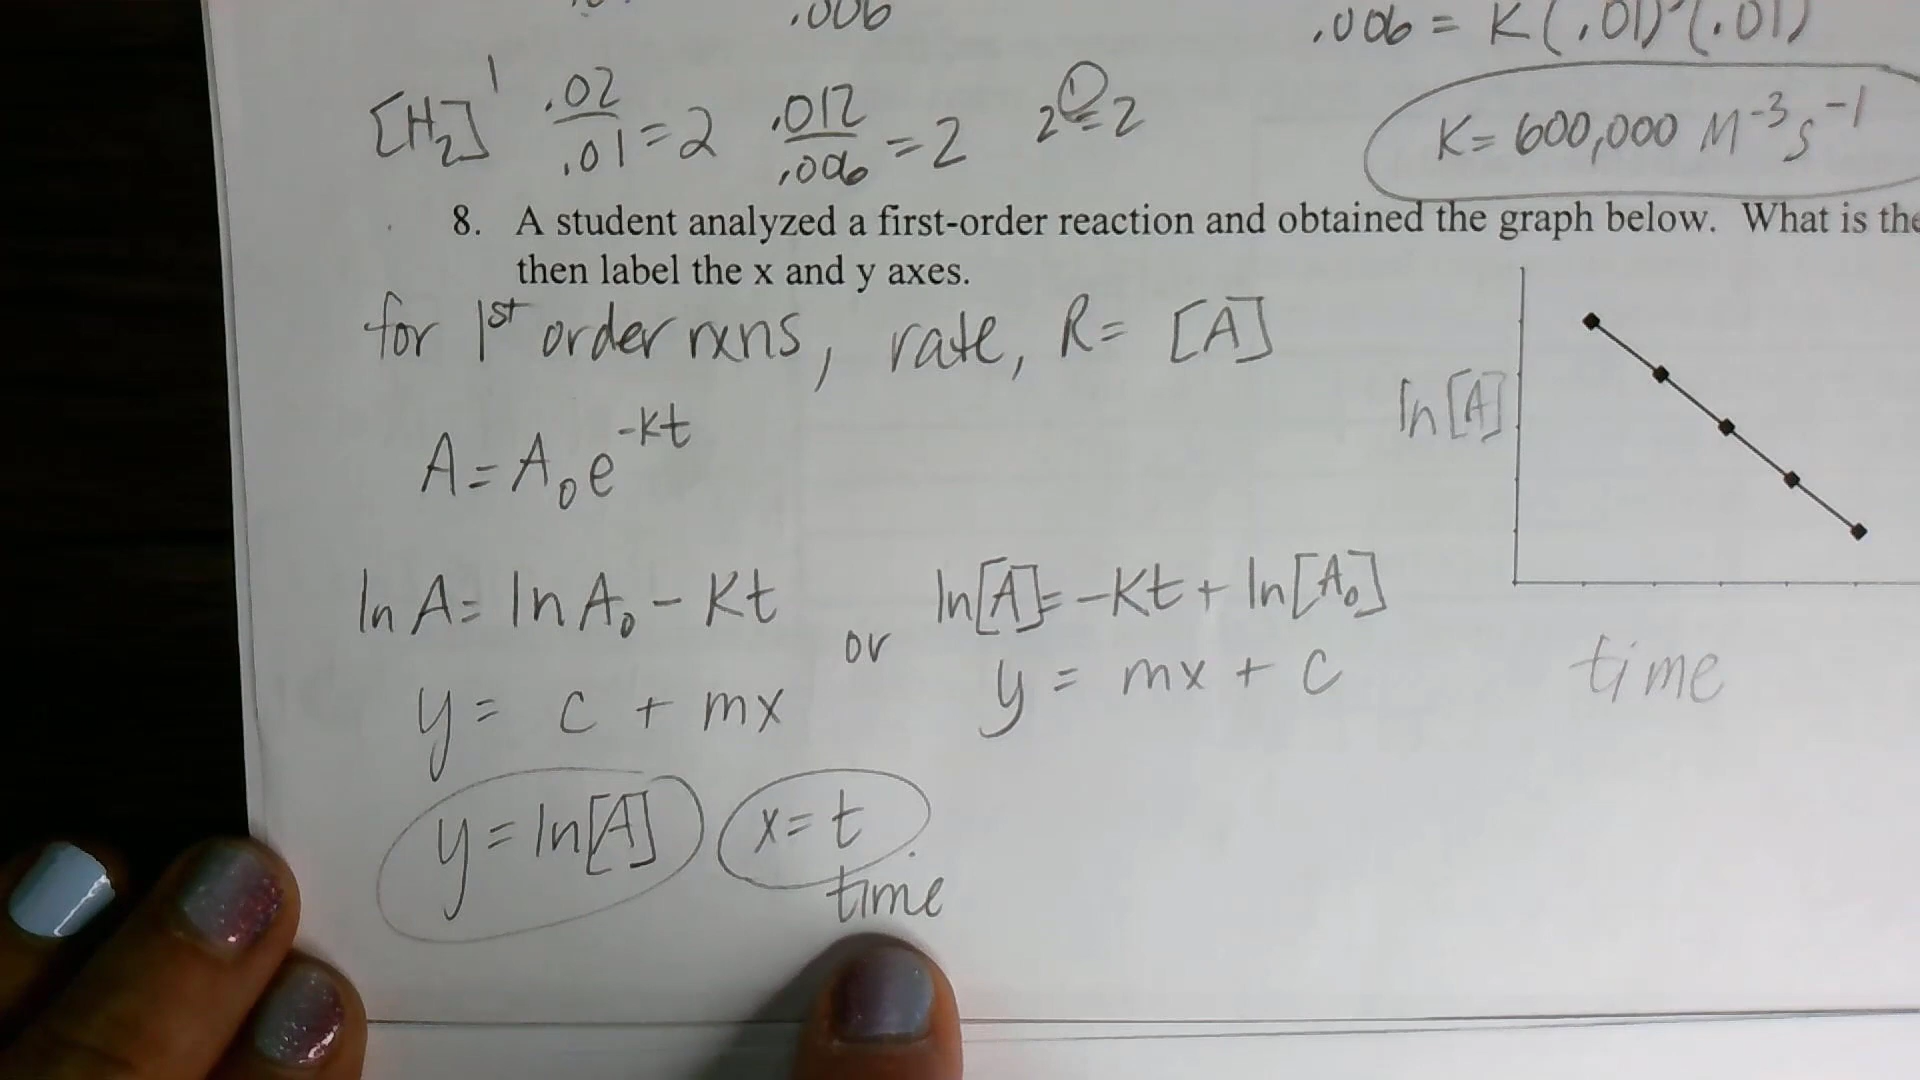 .006
.006 = K(.01)²(.01)
[H₂]¹ .02/.01 = 2 .012/.006 = 2 2^① = 2
K = 600,000 M⁻³s⁻¹
8. A student analyzed a first-order reaction and obtained the graph below. What is the
then label the x and y axes.
for 1st order rxns, rate, R = [A]
ln[A]
A = A₀e^-kt
ln A = ln A₀ - Kt or ln[A] = -Kt + ln[A₀]
y = c + mx y = mx + c
time
y = ln[A] x = t
time